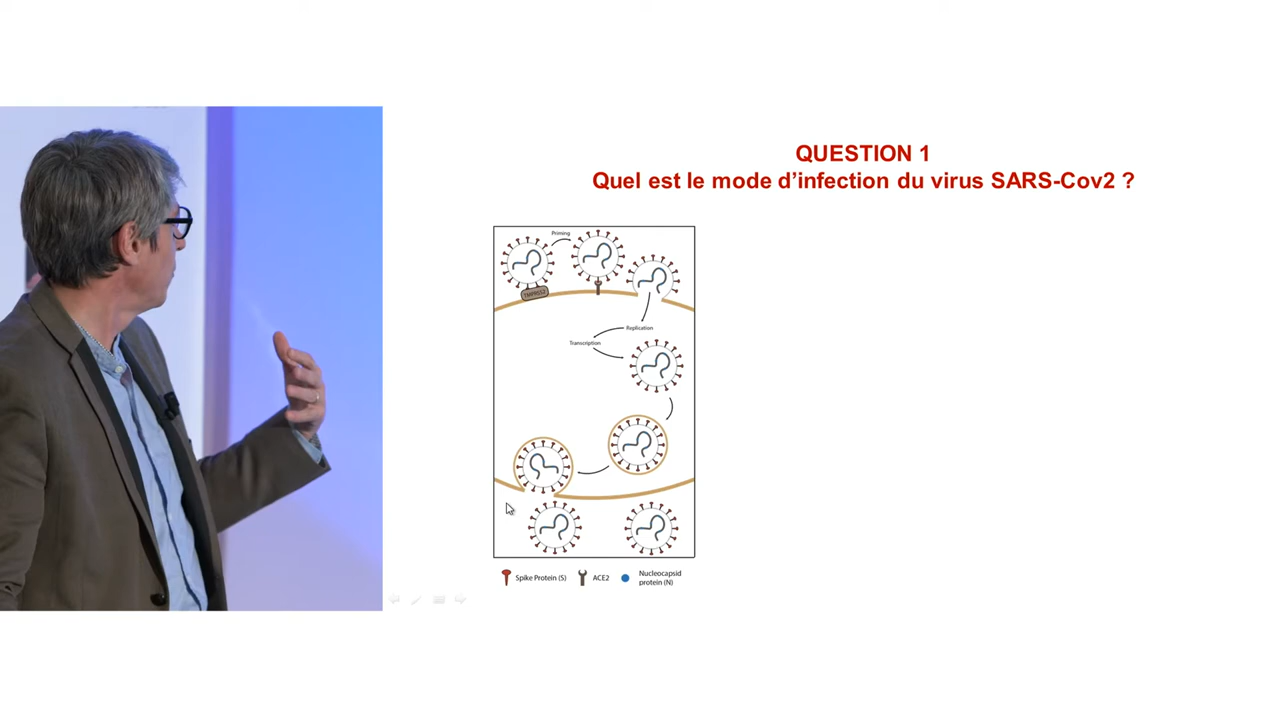 QUESTION 1
Quel est le mode d’infection du virus SARS-Cov2 ?
Priming
TMPRSS2
Replication
Transcription
Spike Protein (S)
ACE2
Nucleocapsid
protein (N)